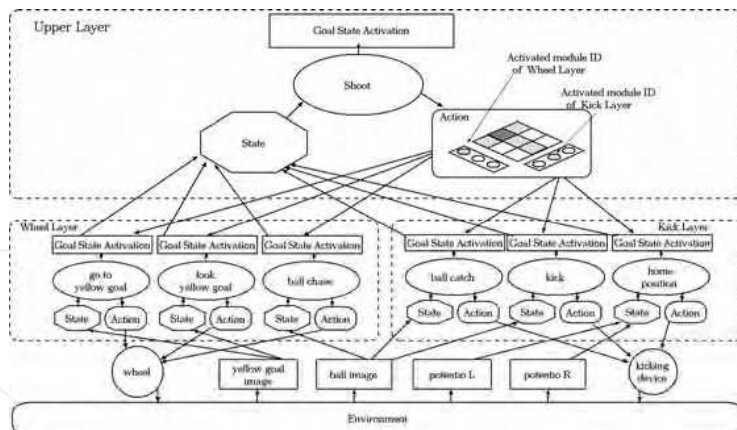 Upper Layer
Goal State Activation
Activated module ID
of Wheel Layer
Shoot
Activated module ID
of Kick Layer
Action
State
Wheel Layer
Kick Layer
Goal State Activation
Goal State Activation
Goal State Activation
Goal State Activation
Goal State Activation
Goal State Activation
go to
yellow goal
look
yellow goal
ball chase
ball catch
kick
home
position
State
Action
State
Action
State
Action
State
Action
State
Action
State
Action
wheel
yellow goal
image
ball image
potentio L
potentio R
kicking
device
Environment